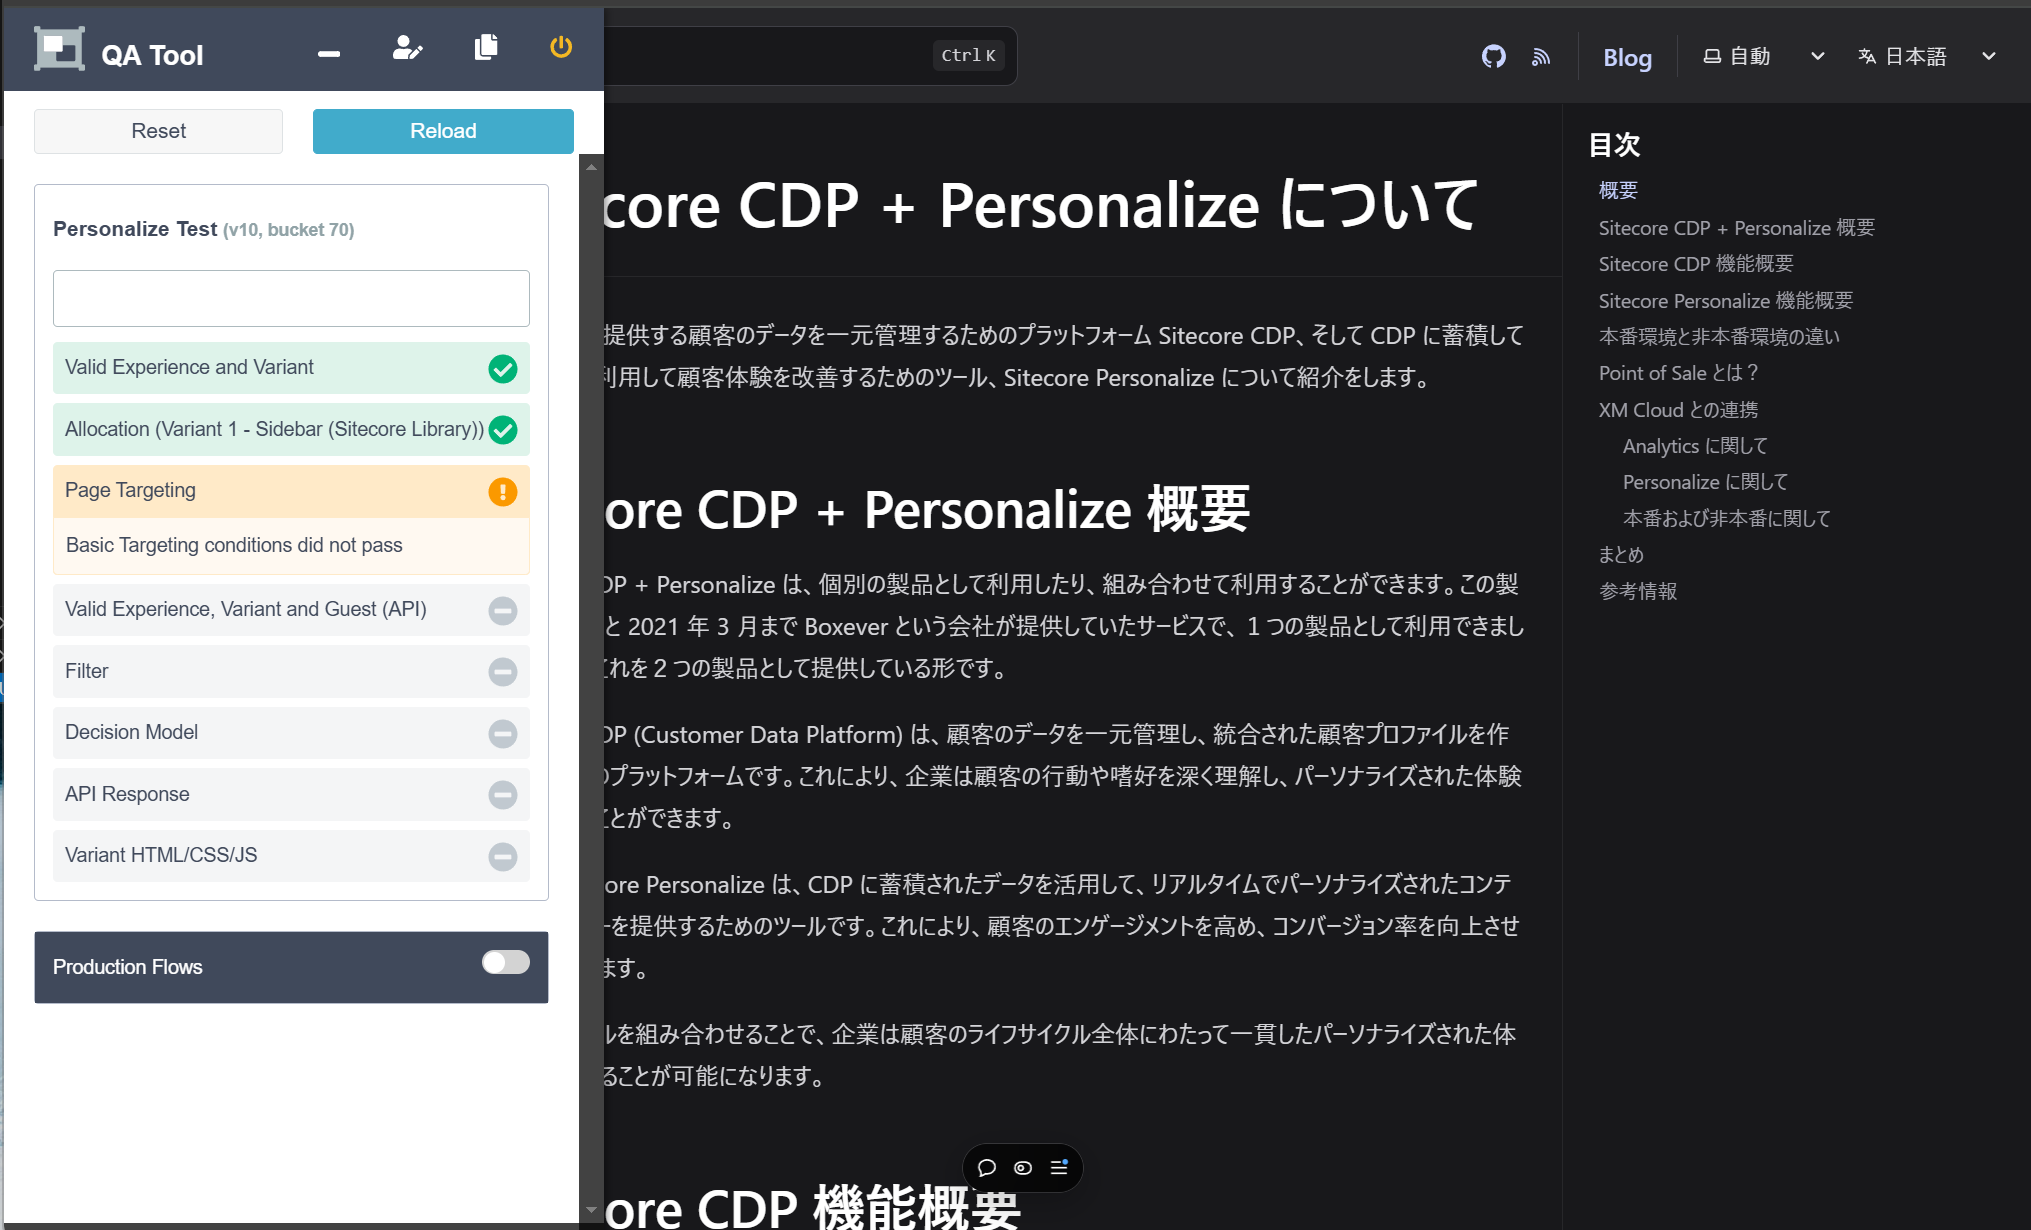 QA Tool
Reset
Reload
Personalize Test (v10, bucket 70)
Valid Experience and Variant
Allocation (Variant 1 - Sidebar (Sitecore Library))
Page Targeting
Basic Targeting conditions did not pass
Valid Experience, Variant and Guest (API)
Filter
Decision Model
API Response
Variant HTML/CSS/JS
Production Flows
Ctrl K
Blog
自動
日本語
core CDP + Personalize について
提供する顧客のデータを一元管理するためのプラットフォーム Sitecore CDP、そして CDP に蓄積して
利用して顧客体験を改善するためのツール、Sitecore Personalize について紹介をします。
ore CDP + Personalize 概要
DP + Personalize は、個別の製品として利用したり、組み合わせて利用することができます。この製
と 2021 年 3 月まで Boxever という会社が提供していたサービスで、１つの製品として利用できまし
これを２つの製品として提供している形です。
DP (Customer Data Platform) は、顧客のデータを一元管理し、統合された顧客プロファイルを作
のプラットフォームです。これにより、企業は顧客の行動や嗜好を深く理解し、パーソナライズされた体験
ことができます。
ore Personalize は、CDP に蓄積されたデータを活用して、リアルタイムでパーソナライズされたコンテ
ーを提供するためのツールです。これにより、顧客のエンゲージメントを高め、コンバージョン率を向上させ
ます。
ルを組み合わせることで、企業は顧客のライフサイクル全体にわたって一貫したパーソナライズされた体
ることが可能になります。
ore CDP 機能概要
目次
概要
Sitecore CDP + Personalize 概要
Sitecore CDP 機能概要
Sitecore Personalize 機能概要
本番環境と非本番環境の違い
Point of Sale とは？
XM Cloud との連携
Analytics に関して
Personalize に関して
本番および非本番に関して
まとめ
参考情報